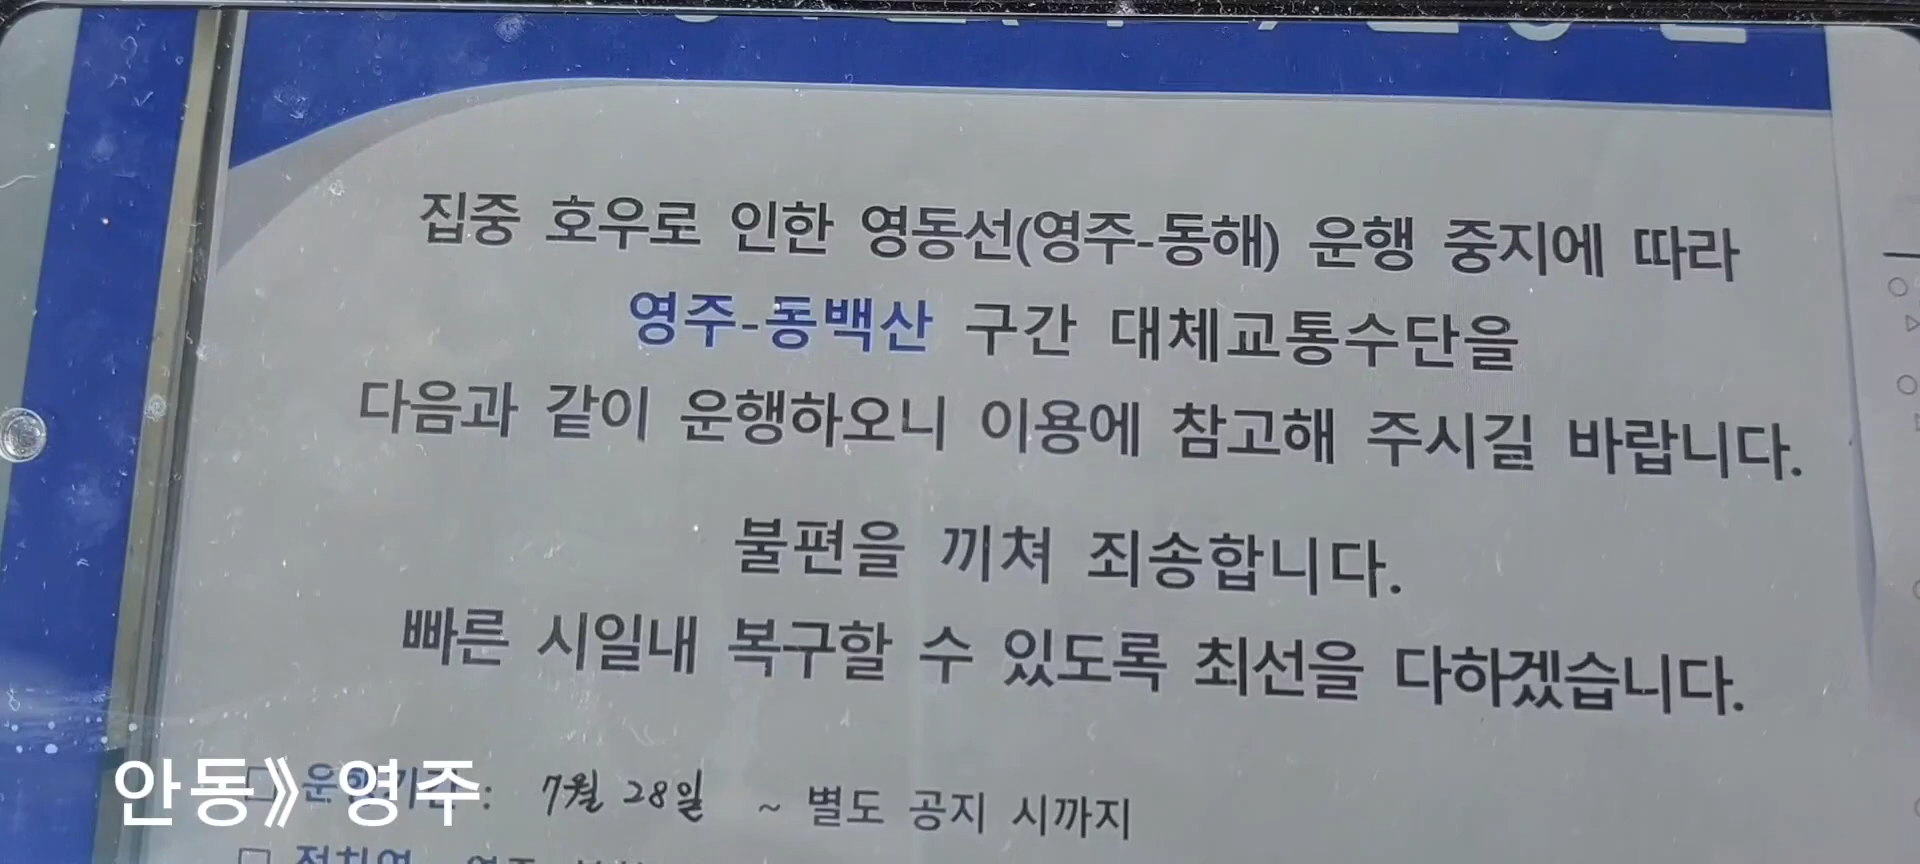 집중 호우로 인한 영동선(영주-동해) 운행 중지에 따라
영주-동백산 구간 대체교통수단을
다음과 같이 운행하오니 이용에 참고해 주시길 바랍니다.
불편을 끼쳐 죄송합니다.
빠른 시일내 복구할 수 있도록 최선을 다하겠습니다.
□ 운행기간 : 7월 28일 ~ 별도 공지 시까지
안동》영주